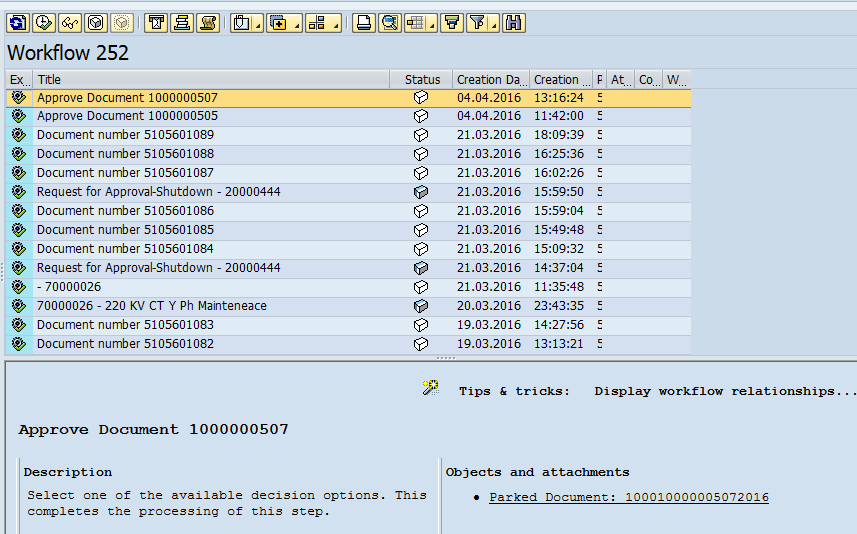 Workflow 252
Ex... Title Status Creation Da... Creation ... P At... Co... W...
Approve Document 1000000507 04.04.2016 13:16:24 5
Approve Document 1000000505 04.04.2016 11:42:00 5
Document number 5105601089 21.03.2016 18:09:39 5
Document number 5105601088 21.03.2016 16:25:36 5
Document number 5105601087 21.03.2016 16:02:26 5
Request for Approval-Shutdown - 20000444 21.03.2016 15:59:50 5
Document number 5105601086 21.03.2016 15:59:04 5
Document number 5105601085 21.03.2016 15:49:48 5
Document number 5105601084 21.03.2016 15:09:32 5
Request for Approval-Shutdown - 20000444 21.03.2016 14:37:04 5
- 70000026 21.03.2016 11:35:48 5
70000026 - 220 KV CT Y Ph Mainteneace 20.03.2016 23:43:35 5
Document number 5105601083 19.03.2016 14:27:56 5
Document number 5105601082 19.03.2016 13:13:21 5
Tips & tricks: Display workflow relationships...
Approve Document 1000000507
Description
Select one of the available decision options. This
completes the processing of this step.
Objects and attachments
• Parked Document: 100010000005072016